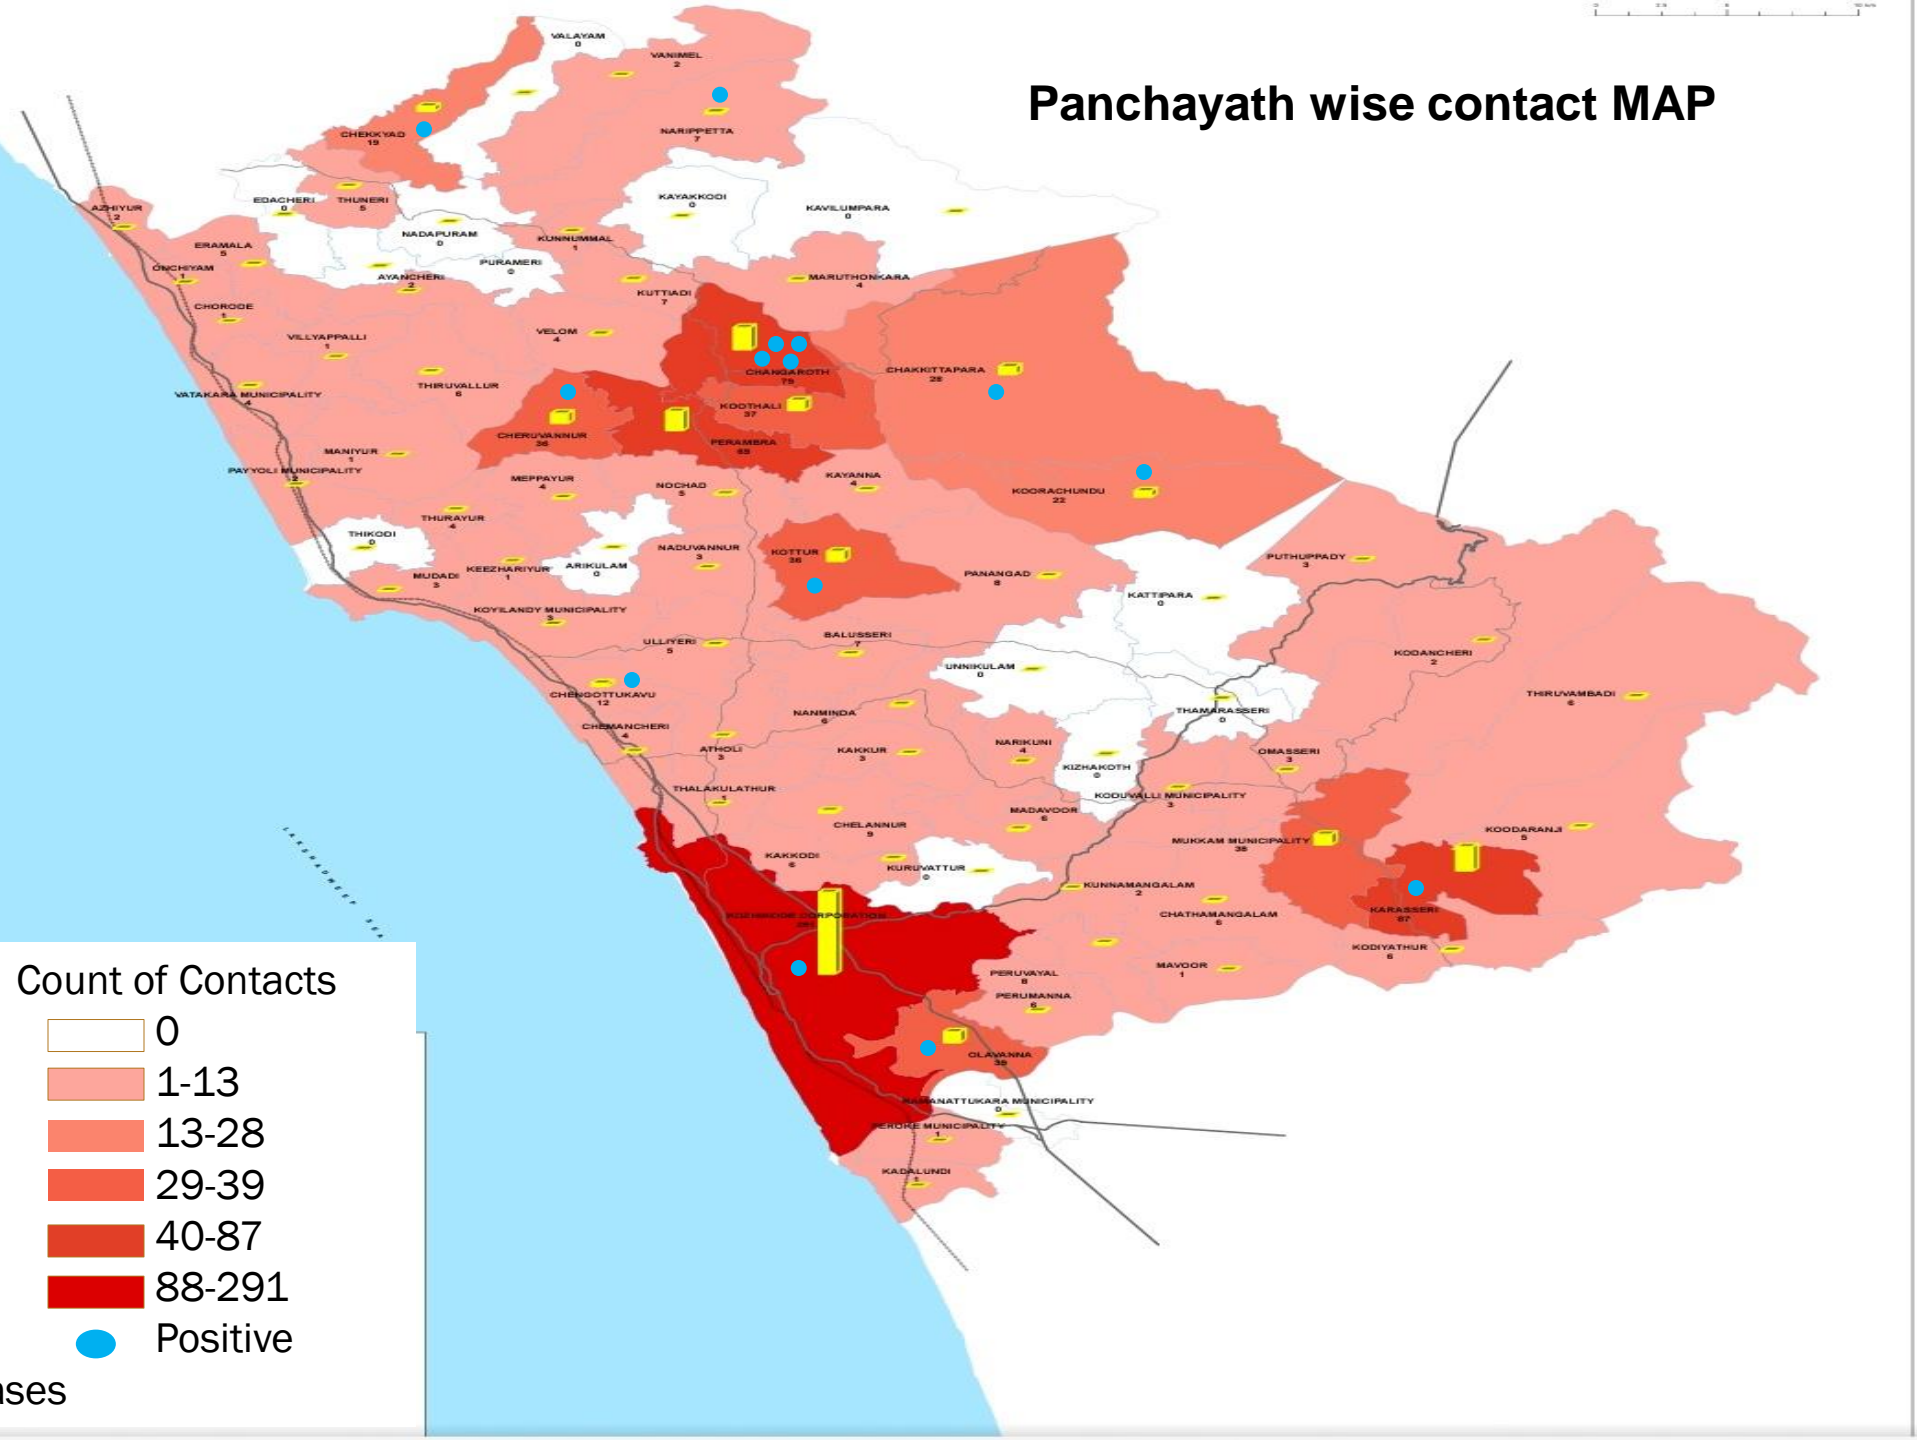 Panchayath wise contact MAP
VALAYAM
0
VANIMEL
2
CHEKKYAD
19
NARIPPETTA
7
EDACHERI
0
THUNERI
5
KAYAKKODI
0
KAVILUMPARA
0
AZHIYUR
2
NADAPURAM
0
KUNNUMMAL
1
ERAMALA
5
ONCHIYAM
1
PURAMERI
0
AYANCHERI
2
MARUTHONKARA
4
KUTTIADI
7
CHORODE
1
VILLYAPPALLI
1
VELOM
4
CHANGAROTH
79
CHAKKITTAPARA
28
THIRUVALLUR
6
VATAKARA MUNICIPALITY
4
KOOTHALI
37
CHERUVANNUR
36
PERAMBRA
MANIYUR
1
PAYYOLI MUNICIPALITY
2
MEPPAYUR
4
NOCHAD
5
KAYANNA
4
KOORACHUNDU
22
THURAYUR
4
THIKODI
0
NADUVANNUR
3
KOTTUR
36
PUTHUPPADY
3
MUDADI
3
KEEZHARIYUR
1
ARIKULAM
0
PANANGAD
8
KATTIPARA
0
KOYILANDY MUNICIPALITY
3
ULLIYERI
5
BALUSSERI
7
KODANCHERI
2
UNNIKULAM
0
CHENGOTTUKAVU
12
THIRUVAMBADI
6
NANMINDA
6
THAMARASSERI
0
CHEMANCHERI
4
ATHOLI
3
KAKKUR
3
NARIKUNI
4
OMASSERI
3
KIZHAKOTH
0
THALAKULATHUR
1
KODUVALLI MUNICIPALITY
3
MADAVOOR
6
CHELANNUR
9
KOODARANJI
5
MUKKAM MUNICIPALITY
38
KAKKODI
6
KURUVATTUR
0
KUNNAMANGALAM
2
KARASSERI
87
KOZHIKODE CORPORATION
CHATHAMANGALAM
6
KODIYATHUR
6
MAVOOR
1
PERUVAYAL
8
PERUMANNA
6
OLAVANNA
RAMANATTUKARA MUNICIPALITY
0
FEROKE MUNICIPALITY
1
KADALUNDI
1
LAKSHADWEEP SEA
Count of Contacts
0
1-13
13-28
29-39
40-87
88-291
Positive